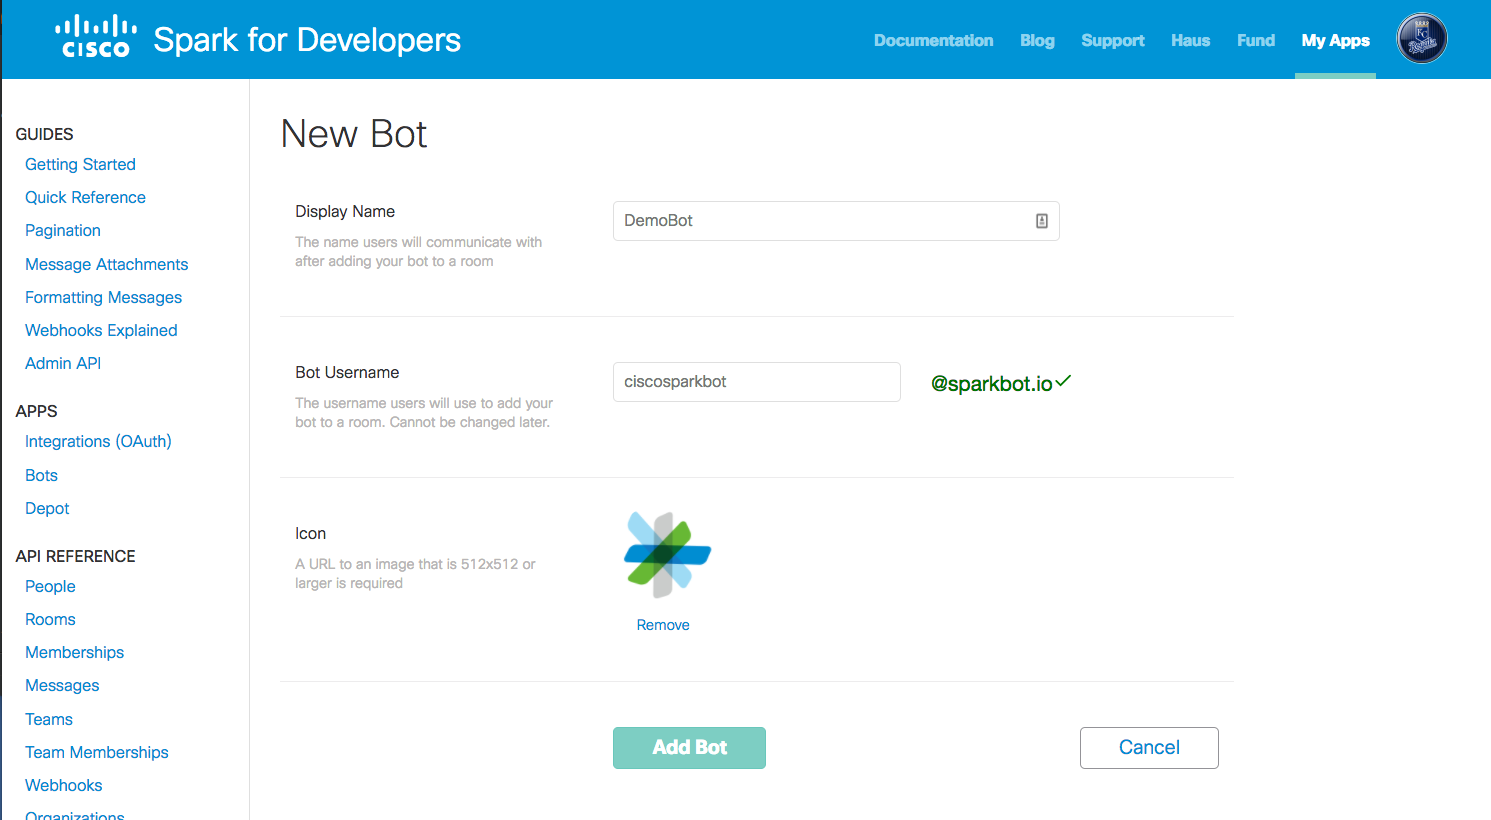 CISCO Spark for Developers
Documentation Blog Support Haus Fund My Apps
GUIDES
Getting Started
Quick Reference
Pagination
Message Attachments
Formatting Messages
Webhooks Explained
Admin API
APPS
Integrations (OAuth)
Bots
Depot
API REFERENCE
People
Rooms
Memberships
Messages
Teams
Team Memberships
Webhooks
Organizations
New Bot
Display Name
The name users will communicate with
after adding your bot to a room
DemoBot
Bot Username
The username users will use to add your
bot to a room. Cannot be changed later.
ciscosparkbot
@sparkbot.io
Icon
A URL to an image that is 512x512 or
larger is required
Remove
Add Bot
Cancel